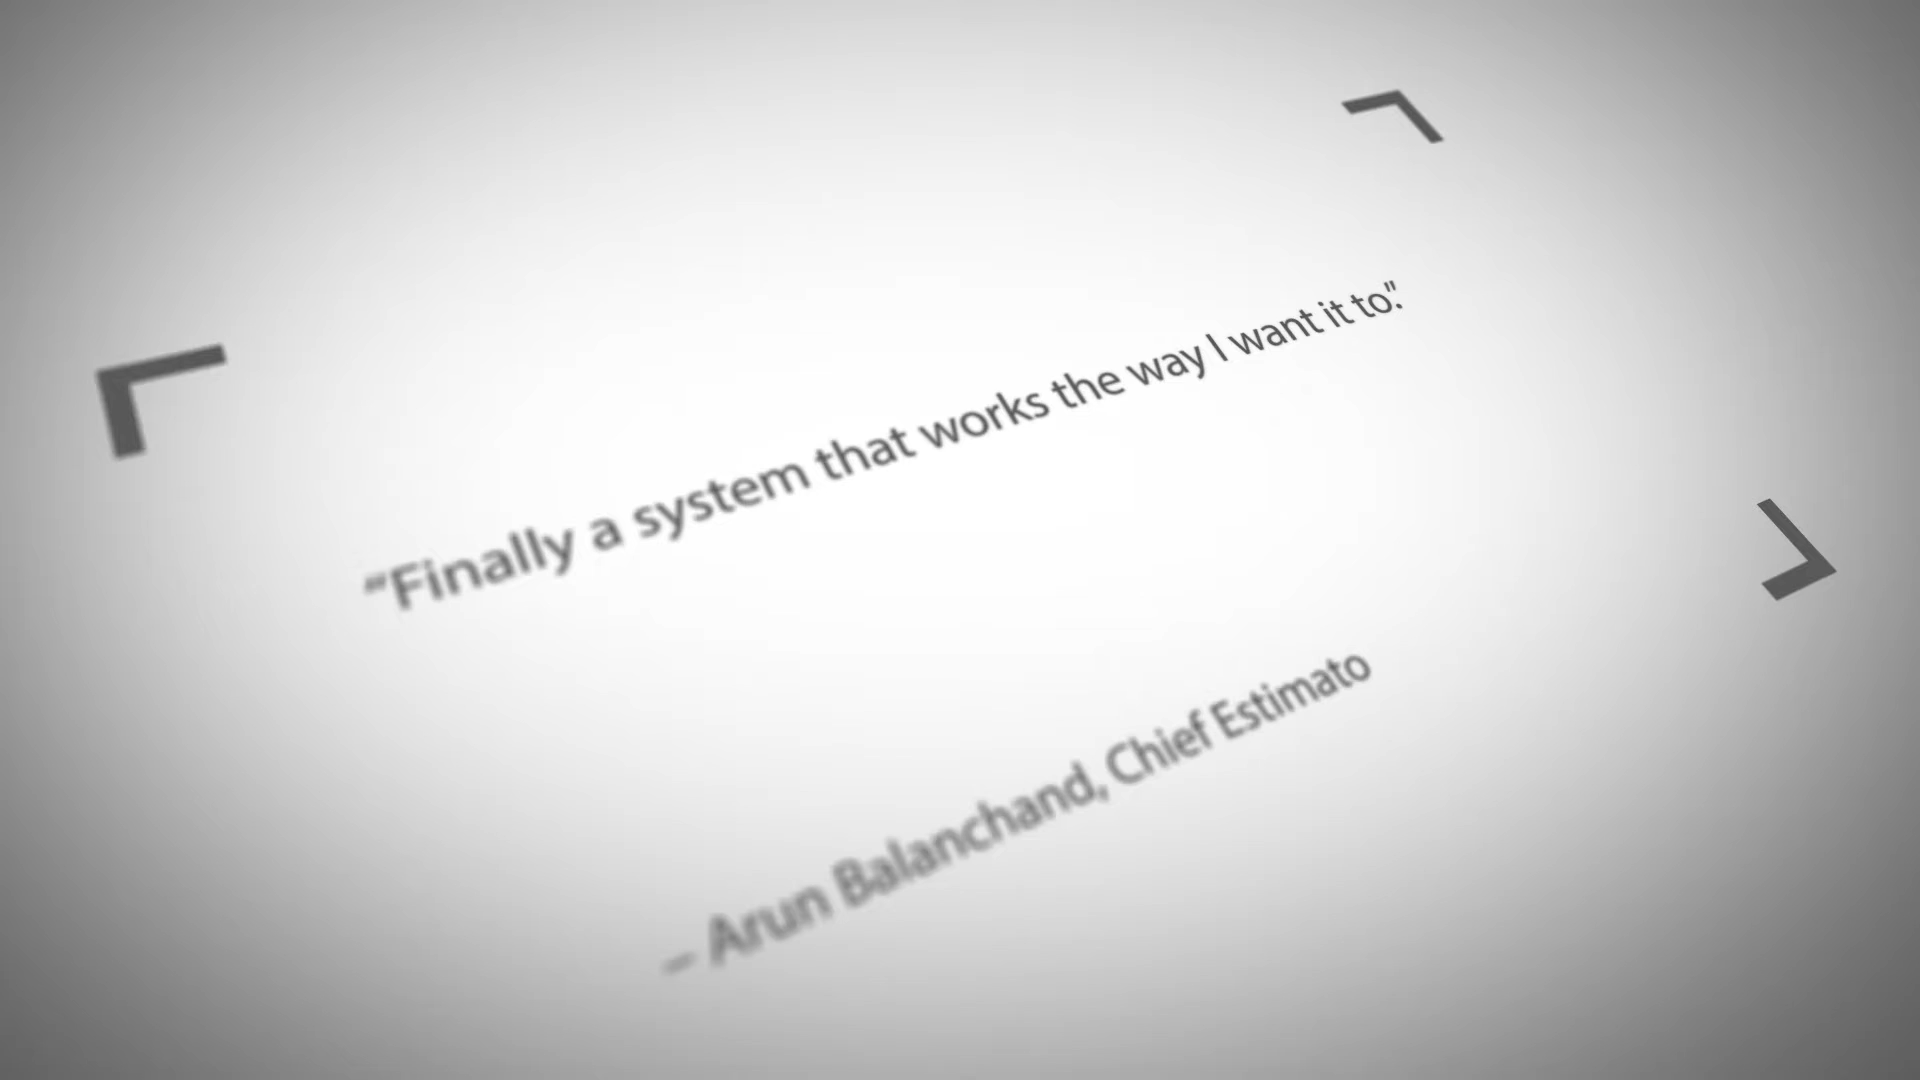 “Finally a system that works the way I want it to".
– Arun Balanchand, Chief Estimato